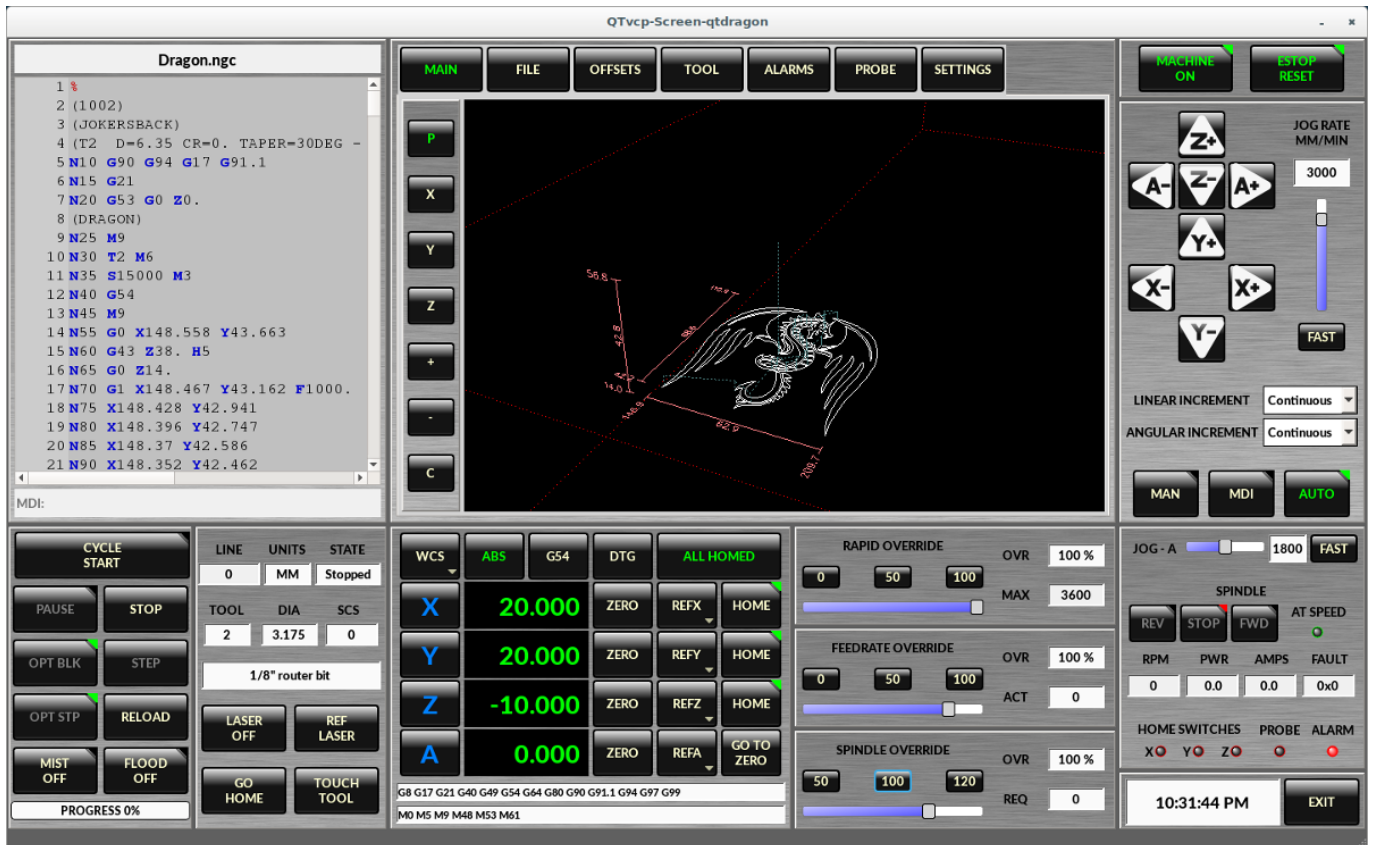 QTvcp-Screen-qtdragon
Dragon.ngc
1 %
2 (1002)
3 (JOKERSBACK)
4 (T2 D=6.35 CR=0. TAPER=30DEG -
5 N10 G90 G94 G17 G91.1
6 N15 G21
7 N20 G53 G0 Z0.
8 (DRAGON)
9 N25 M9
10 N30 T2 M6
11 N35 S15000 M3
12 N40 G54
13 N45 M9
14 N55 G0 X148.558 Y43.663
15 N60 G43 Z38. H5
16 N65 G0 Z14.
17 N70 G1 X148.467 Y43.162 F1000.
18 N75 X148.428 Y42.941
19 N80 X148.396 Y42.747
20 N85 X148.37 Y42.586
21 N90 X148.352 Y42.462
MDI:
MAIN FILE OFFSETS TOOL ALARMS PROBE SETTINGS
P
X
Y
Z
+
-
C
56.8
42.8
14.0
146.9
62.9
209.7
MACHINE ON
ESTOP RESET
JOG RATE
MM/MIN
3000
Z+
A- Z- A+
Y+
X- X+
Y-
FAST
LINEAR INCREMENT Continuous
ANGULAR INCREMENT Continuous
MAN MDI AUTO
CYCLE
START
PAUSE STOP
OPT BLK STEP
OPT STP RELOAD
MIST OFF
FLOOD OFF
PROGRESS 0%
LINE UNITS STATE
0 MM Stopped
TOOL DIA SCS
2 3.175 0
1/8" router bit
LASER OFF
REF LASER
GO HOME
TOUCH TOOL
WCS ABS G54 DTG ALL HOMED
X 20.000 ZERO REFX HOME
Y 20.000 ZERO REFY HOME
Z -10.000 ZERO REFZ HOME
A 0.000 ZERO REFA GO TO ZERO
G8 G17 G21 G40 G49 G54 G64 G80 G90 G91.1 G94 G97 G99
M0 M5 M9 M48 M53 M61
RAPID OVERRIDE
0 50 100
OVR 100 %
MAX 3600
FEEDRATE OVERRIDE
0 50 100
OVR 100 %
ACT 0
SPINDLE OVERRIDE
50 100 120
OVR 100 %
REQ 0
JOG - A 1800 FAST
SPINDLE
REV STOP FWD AT SPEED
RPM PWR AMPS FAULT
0 0.0 0.0 0x0
HOME SWITCHES PROBE ALARM
X Y Z
10:31:44 PM EXIT